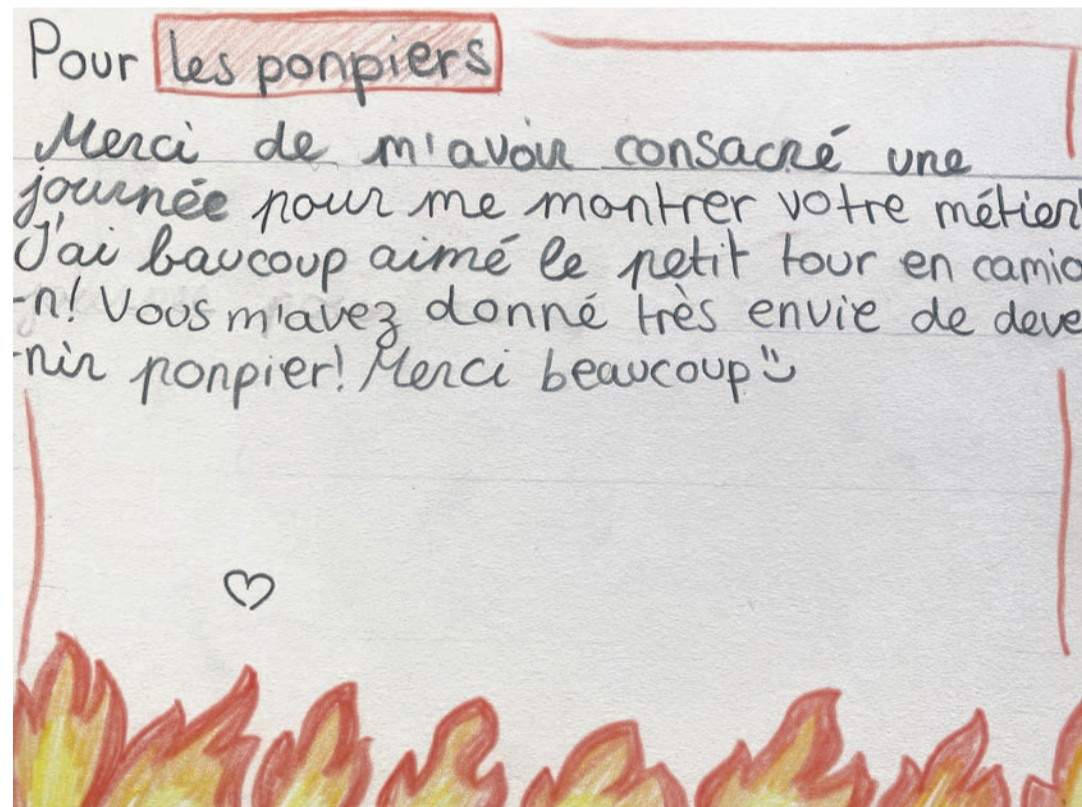 Pour les ponpiers
Merci de m'avoir consacré une
journée pour me montrer votre métier
J'ai baucoup aimé le petit tour en camio
-n! Vous m'avez donné très envie de deve
-nir ponpier! Merci beaucoup